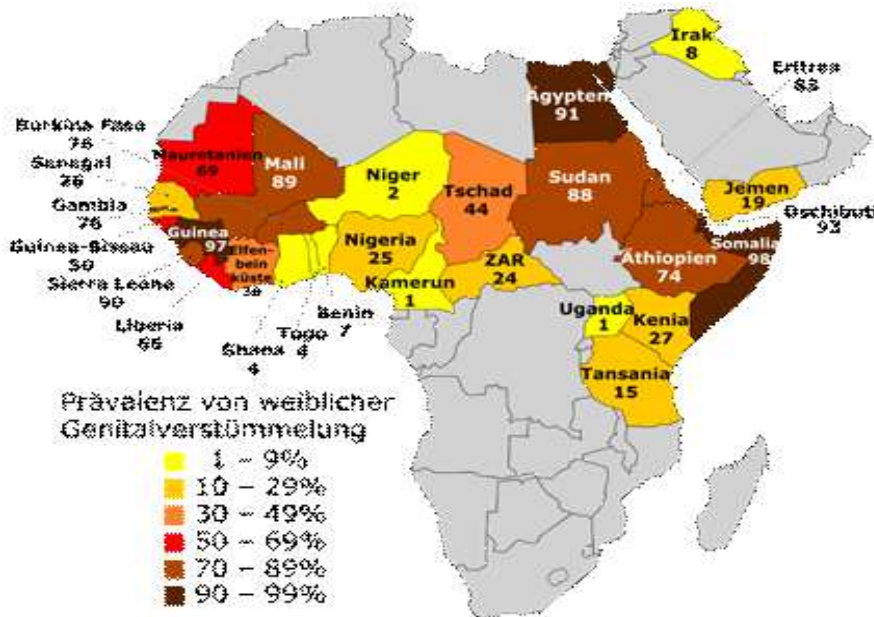 Irak
8
Eritrea
83
Ägypten
91
Burkina Faso
76
Mauretanien
69
Mali
89
Niger
2
Tschad
44
Sudan
88
Jemen
19
Dschibuti
93
Senegal
26
Gambia
76
Guinea
97
Guinea-Bissau
50
Sierra Leone
90
Elfen-
bein
küste
Nigeria
25
Somalia
98
Äthiopien
74
ZAR
24
Kamerun
1
Liberia
66
Benin
7
Togo
4
Ghana
4
Uganda
1
Kenia
27
Tansania
15
Prävalenz von weiblicher
Genitalverstümmelung
1 – 9%
10 – 29%
30 – 49%
50 – 69%
70 – 89%
90 – 99%